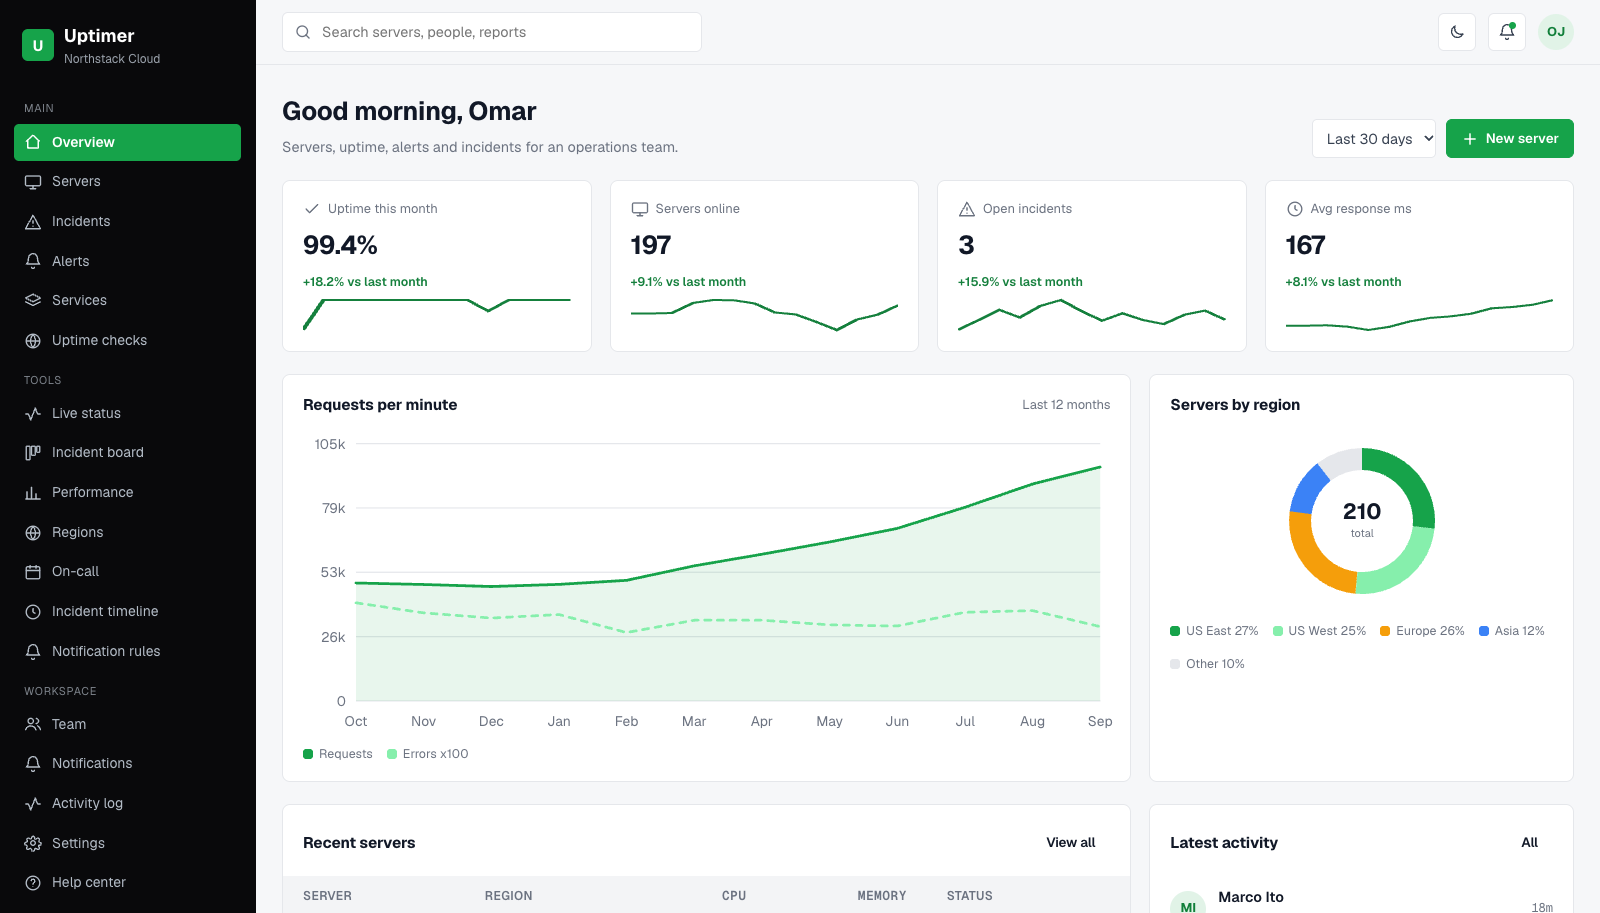 U
Uptimer
Northstack Cloud
MAIN
Overview
Servers
Incidents
Alerts
Services
Uptime checks
TOOLS
Live status
Incident board
Performance
Regions
On-call
Incident timeline
Notification rules
WORKSPACE
Team
Notifications
Activity log
Settings
Help center
Search servers, people, reports
OJ
Good morning, Omar
Servers, uptime, alerts and incidents for an operations team.
Last 30 days
New server
Uptime this month
99.4%
+18.2% vs last month
Servers online
197
+9.1% vs last month
Open incidents
3
+15.9% vs last month
Avg response ms
167
+8.1% vs last month
Requests per minute
Last 12 months
105k
79k
53k
26k
0
Oct Nov Dec Jan Feb Mar Apr May Jun Jul Aug Sep
Requests Errors x100
Servers by region
210
total
US East 27% US West 25% Europe 26% Asia 12%
Other 10%
Recent servers
View all
SERVER REGION CPU MEMORY STATUS
Latest activity
All
MI
Marco Ito
18m